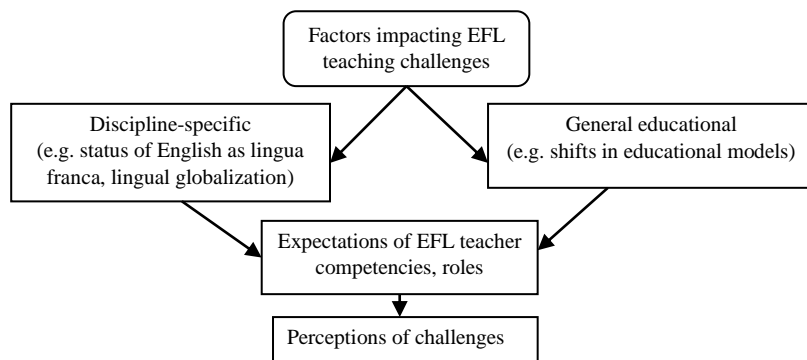 Factors impacting EFL
teaching challenges
Discipline-specific
(e.g. status of English as lingua
franca, lingual globalization)
General educational
(e.g. shifts in educational models)
Expectations of EFL teacher
competencies, roles
Perceptions of challenges